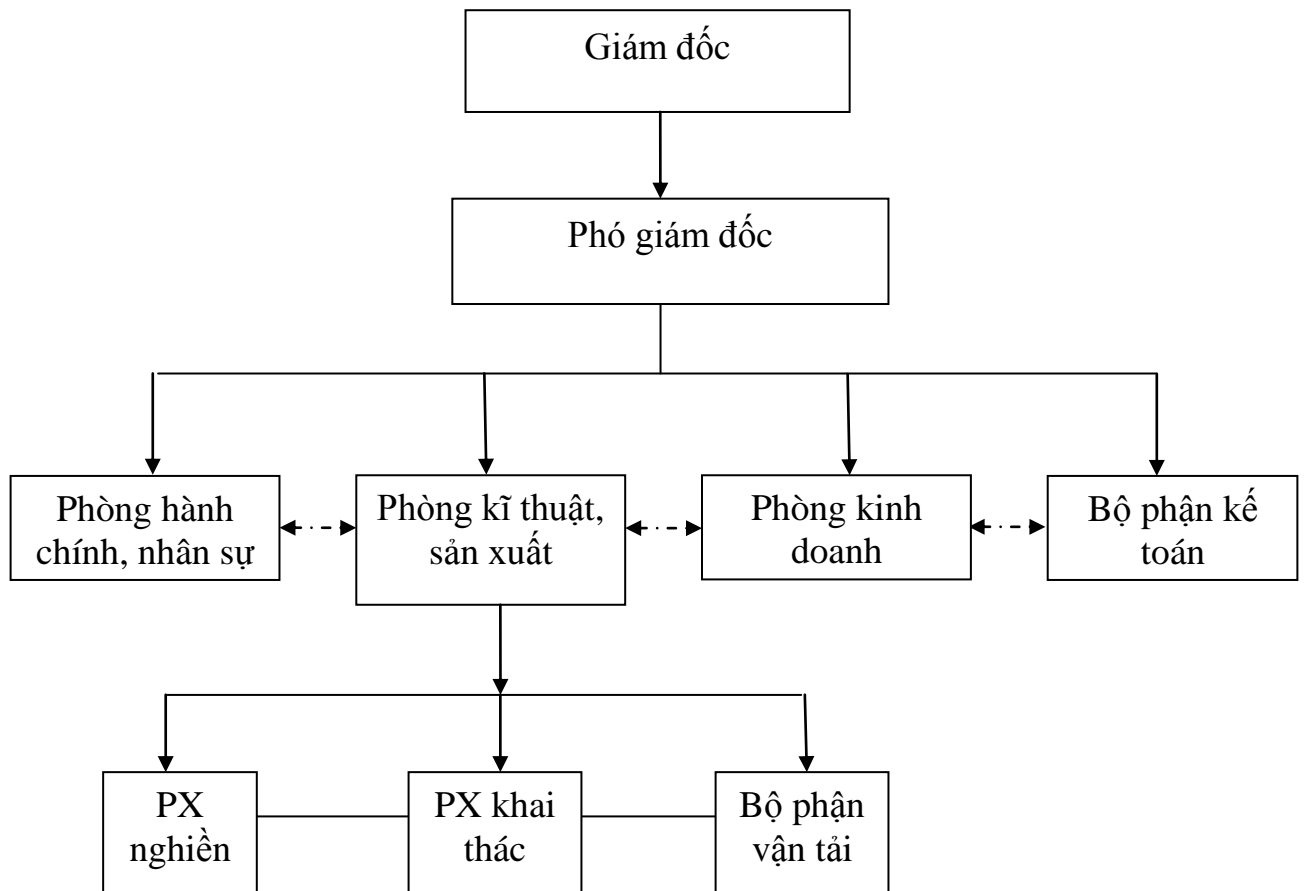 Giám đốc
Phó giám đốc
Phòng hành
chính, nhân sự
Phòng kĩ thuật,
sản xuất
Phòng kinh
doanh
Bộ phận kế
toán
PX
nghiền
PX khai
thác
Bộ phận
vận tải